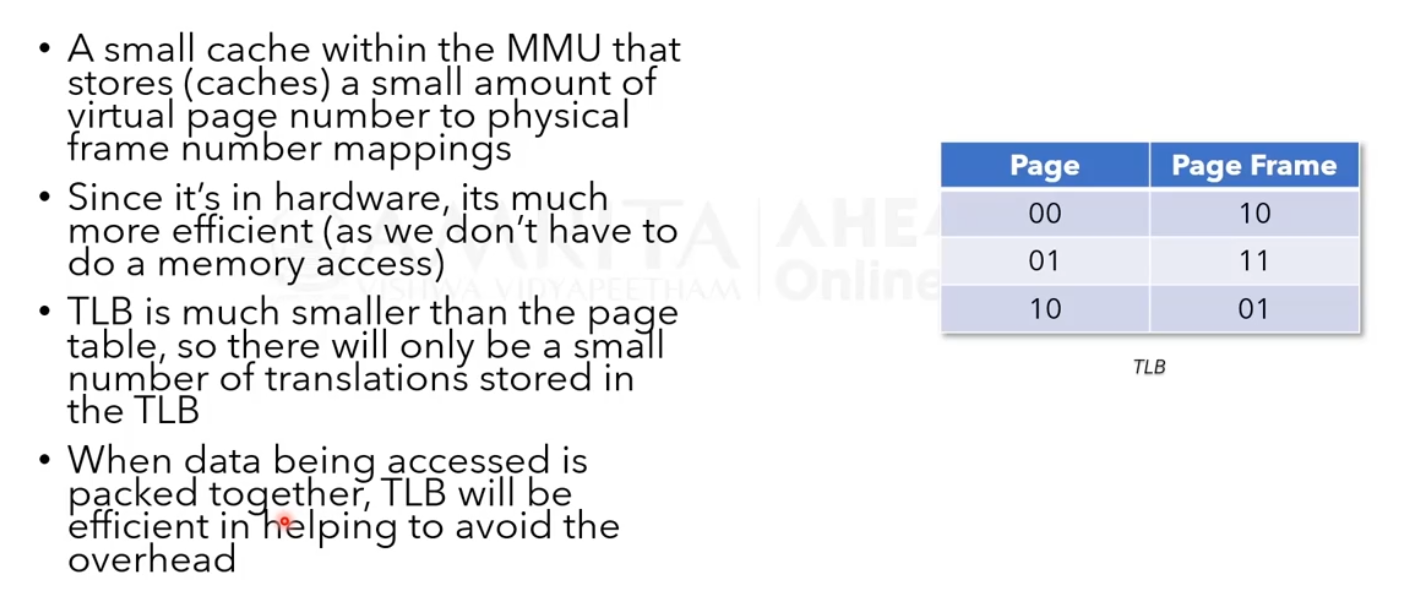 • A small cache within the MMU that
stores (caches) a small amount of
virtual page number to physical
frame number mappings
• Since it's in hardware, its much
more efficient (as we don't have to
do a memory access)
• TLB is much smaller than the page
table, so there will only be a small
number of translations stored in
the TLB
• When data being accessed is
packed together, TLB will be
efficient in helping to avoid the
overhead
Page Page Frame
00 10
01 11
10 01
TLB
AMRITA
VISHWA VIDYAPEETHAM
AHEA
Online